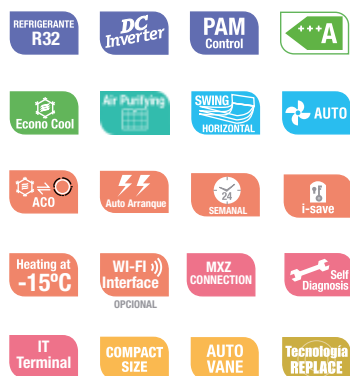 REFRIGERANTE
R32
DC
Inverter
PAM
Control
+++A
Econo Cool
Air Purifying
SWING
HORIZONTAL
AUTO
ACO
Auto Arranque
24
SEMANAL
i-save
Heating at
-15ºC
WI-FI
Interface
OPCIONAL
MXZ
CONNECTION
Self
Diagnosis
IT
Terminal
COMPACT
SIZE
AUTO
VANE
Tecnología
REPLACE